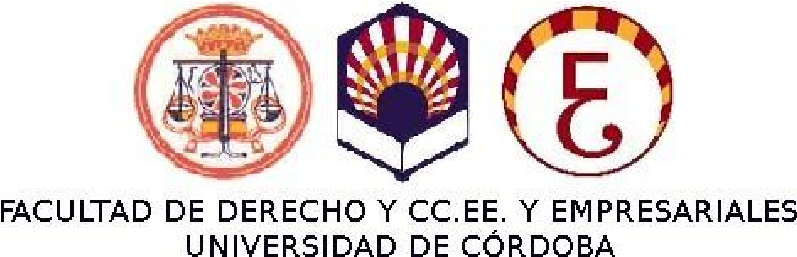 FACULTAD DE DERECHO Y CC.EE. Y EMPRESARIALES
UNIVERSIDAD DE CÓRDOBA